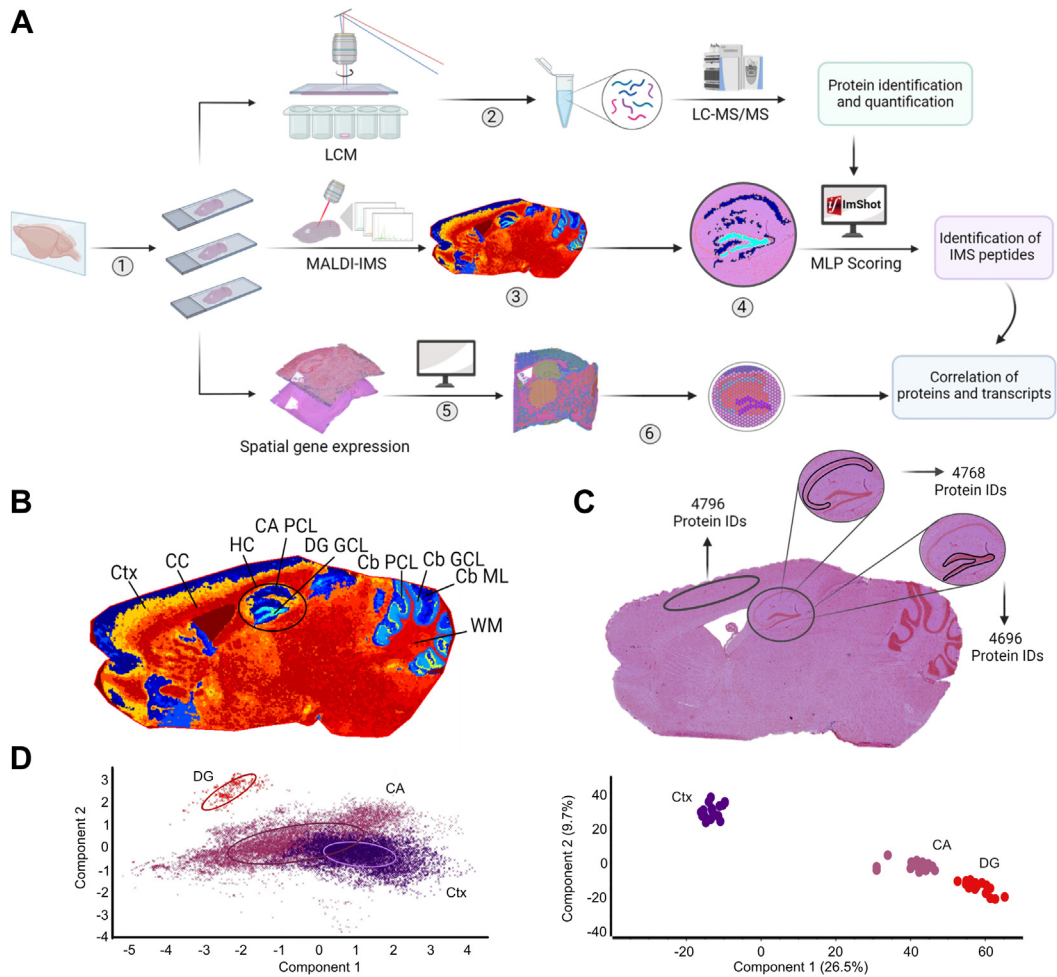 A
LCM
2
LC-MS/MS
Protein identification
and quantification
1
MALDI-IMS
3
4
if ImShot
MLP Scoring
Identification of
IMS peptides
Spatial gene expression
5
6
Correlation of
proteins and transcripts
B
Ctx
CC
HC
CA PCL
DG GCL
Cb PCL
Cb GCL
Cb ML
WM
C
4796
Protein IDs
4768
Protein IDs
4696
Protein IDs
D
Component 2
3
2
1
0
-1
-2
-3
-4
DG
CA
Ctx
-5 -4 -3 -2 -1 0 1 2 3 4
Component 1
Component 2 (9.7%)
40
20
0
-20
-40
Ctx
CA
DG
-20 0 20 40 60
Component 1 (26.5%)